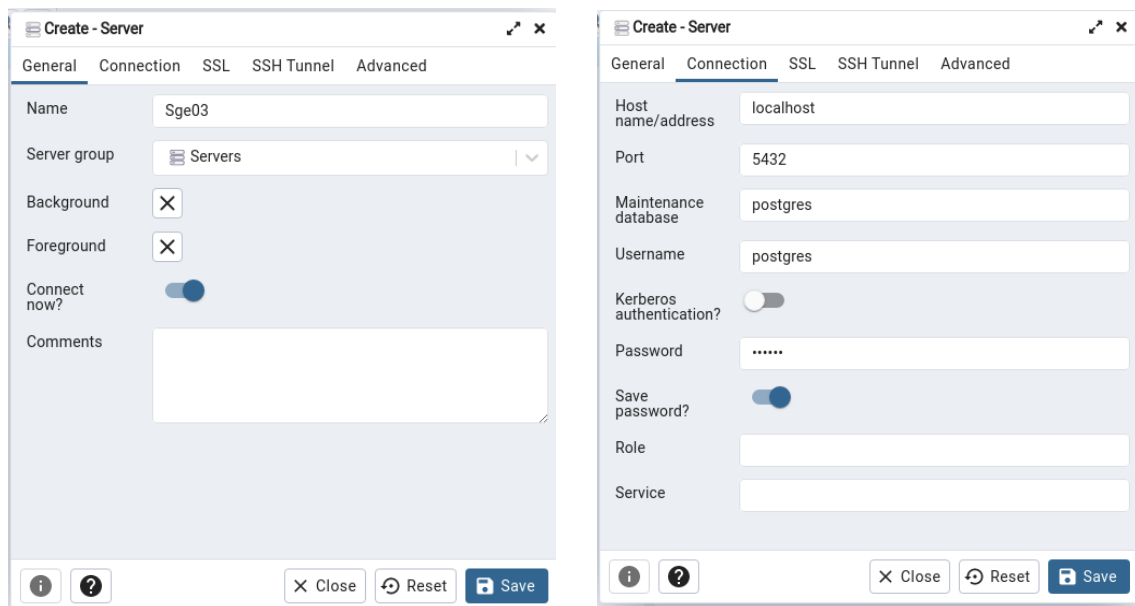 Create - Server
General Connection SSL SSH Tunnel Advanced
Name Sge03
Server group Servers
Background
Foreground
Connect
now?
Comments
Close Reset Save
Create - Server
General Connection SSL SSH Tunnel Advanced
Host
name/address localhost
Port 5432
Maintenance
database postgres
Username postgres
Kerberos
authentication?
Password ••••••
Save
password?
Role
Service
Close Reset Save